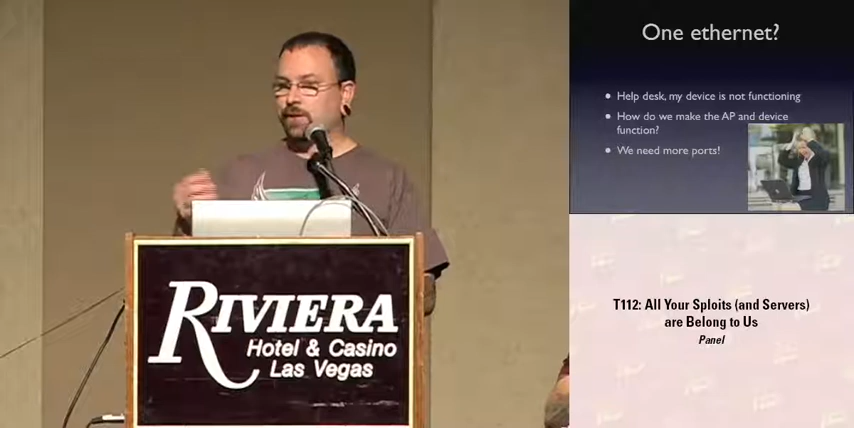 RIVIERA
Hotel & Casino
Las Vegas
One ethernet?
Help desk, my device is not functioning
How do we make the AP and device
function?
We need more ports!
T112: All Your Sploits (and Servers)
are Belong to Us
Panel